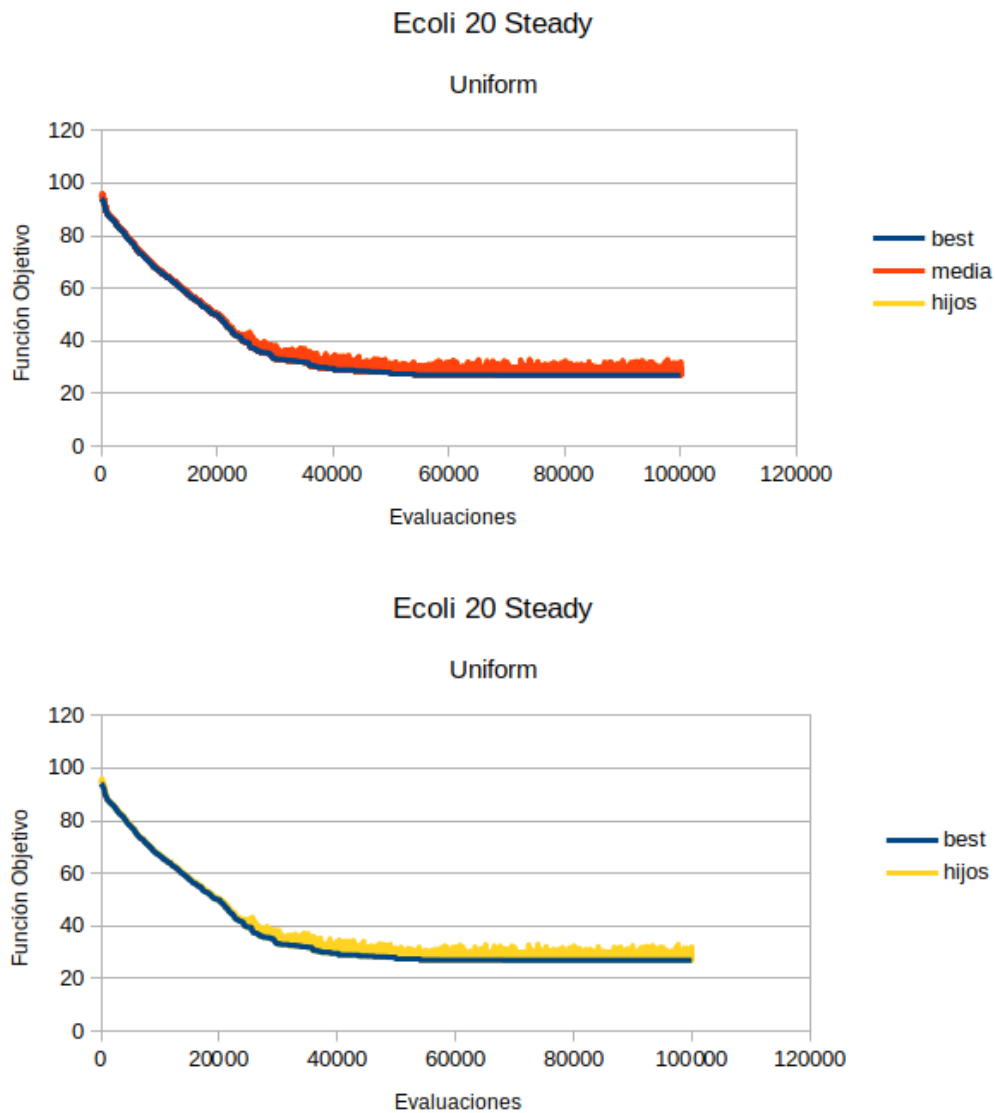 Ecoli 20 Steady
Uniform
120
100
80
60
40
20
0
Función Objetivo
0 20000 40000 60000 80000 100000 120000
Evaluaciones
best
media
hijos
Ecoli 20 Steady
Uniform
120
100
80
60
40
20
0
Función Objetivo
0 20000 40000 60000 80000 100000 120000
Evaluaciones
best
hijos